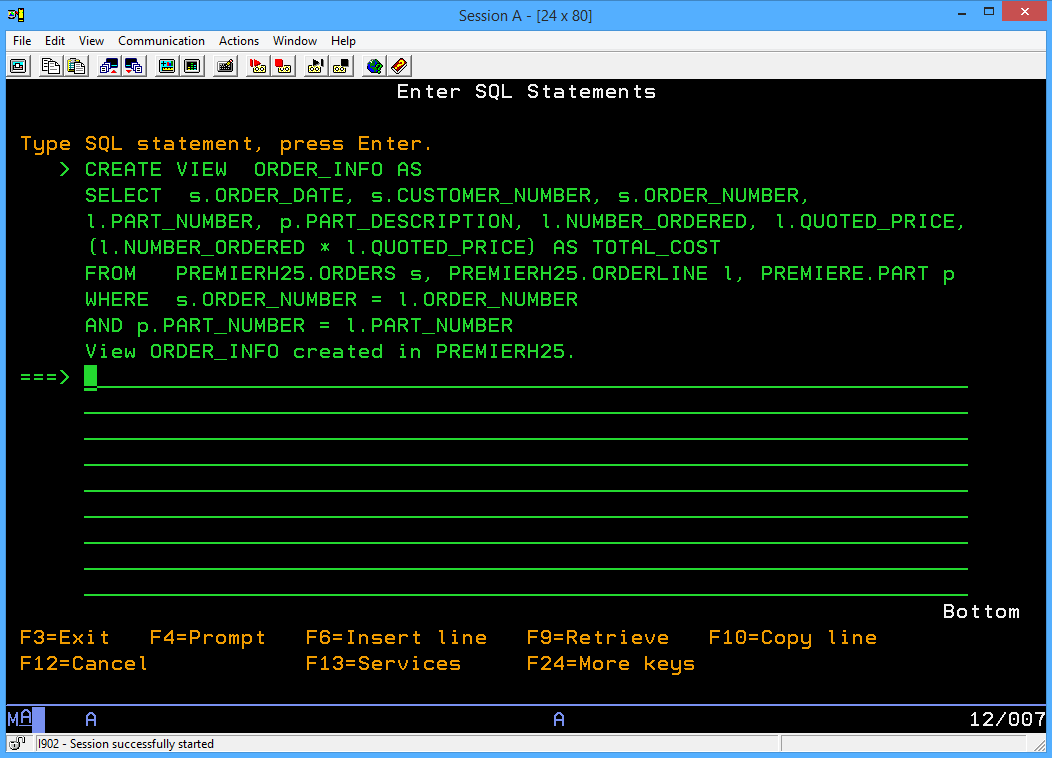 Session A - [24 x 80]
File Edit View Communication Actions Window Help
Enter SQL Statements
Type SQL statement, press Enter.
> CREATE VIEW  ORDER_INFO AS
SELECT  s.ORDER_DATE, s.CUSTOMER_NUMBER, s.ORDER_NUMBER,
l.PART_NUMBER, p.PART_DESCRIPTION, l.NUMBER_ORDERED, l.QUOTED_PRICE,
(l.NUMBER_ORDERED * l.QUOTED_PRICE) AS TOTAL_COST
FROM   PREMIERH25.ORDERS s, PREMIERH25.ORDERLINE l, PREMIERE.PART p
WHERE  s.ORDER_NUMBER = l.ORDER_NUMBER
AND p.PART_NUMBER = l.PART_NUMBER
View ORDER_INFO created in PREMIERH25.
===>
Bottom
F3=Exit   F4=Prompt   F6=Insert line   F9=Retrieve   F10=Copy line
F12=Cancel            F13=Services     F24=More keys
MA A A 12/007
I902 - Session successfully started